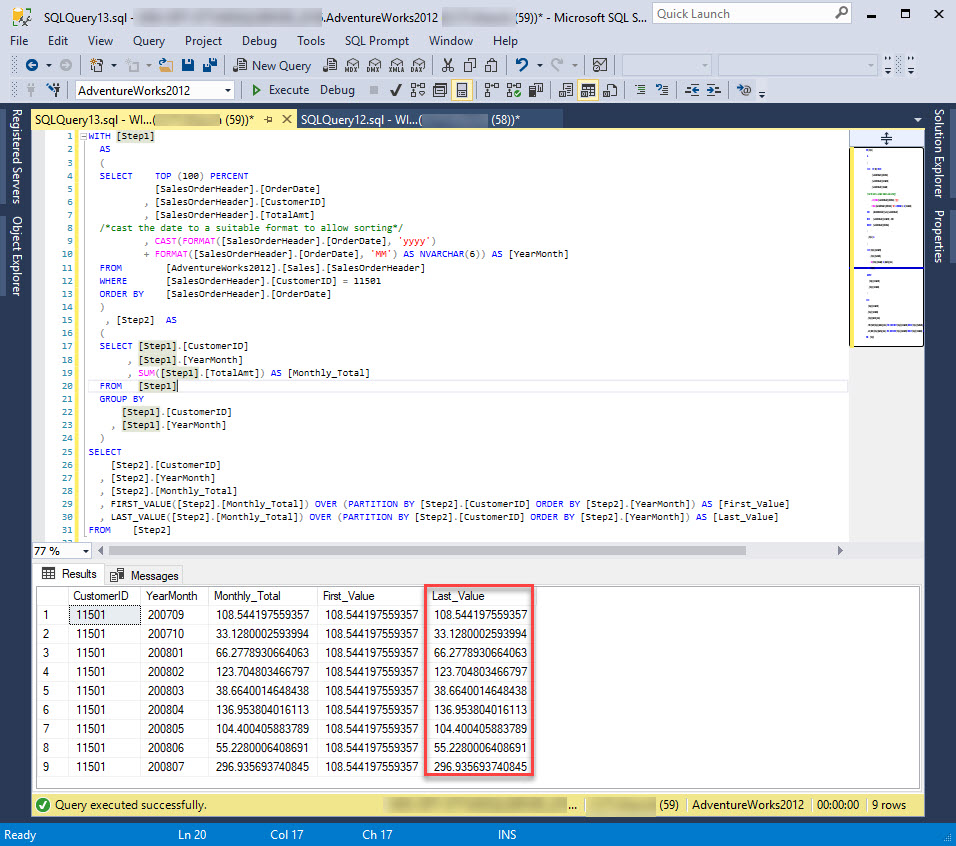 SQLQuery13.sql - .AdventureWorks2012 (59))* - Microsoft SQL S... Quick Launch
File Edit View Query Project Debug Tools SQL Prompt Window Help
New Query MDX DMX XMLA DAX
AdventureWorks2012 Execute Debug
SQLQuery13.sql - WI...( (59))* SQLQuery12.sql - WI...( (58))*
Registered Servers
Object Explorer
Solution Explorer
Properties
1 WITH [Step1]
2 AS
3 (
4 SELECT TOP (100) PERCENT
5 [SalesOrderHeader].[OrderDate]
6 , [SalesOrderHeader].[CustomerID]
7 , [SalesOrderHeader].[TotalAmt]
8 /*cast the date to a suitable format to allow sorting*/
9 , CAST(FORMAT([SalesOrderHeader].[OrderDate], 'yyyy')
10 + FORMAT([SalesOrderHeader].[OrderDate], 'MM') AS NVARCHAR(6)) AS [YearMonth]
11 FROM [AdventureWorks2012].[Sales].[SalesOrderHeader]
12 WHERE [SalesOrderHeader].[CustomerID] = 11501
13 ORDER BY [SalesOrderHeader].[OrderDate]
14 )
15 , [Step2] AS
16 (
17 SELECT [Step1].[CustomerID]
18 , [Step1].[YearMonth]
19 , SUM([Step1].[TotalAmt]) AS [Monthly_Total]
20 FROM [Step1]
21 GROUP BY
22 [Step1].[CustomerID]
23 , [Step1].[YearMonth]
24 )
25 SELECT
26 [Step2].[CustomerID]
27 , [Step2].[YearMonth]
28 , [Step2].[Monthly_Total]
29 , FIRST_VALUE([Step2].[Monthly_Total]) OVER (PARTITION BY [Step2].[CustomerID] ORDER BY [Step2].[YearMonth]) AS [First_Value]
30 , LAST_VALUE([Step2].[Monthly_Total]) OVER (PARTITION BY [Step2].[CustomerID] ORDER BY [Step2].[YearMonth]) AS [Last_Value]
31 FROM [Step2]
77 %
Results Messages
CustomerID YearMonth Monthly_Total First_Value Last_Value
1 11501 200709 108.544197559357 108.544197559357 108.544197559357
2 11501 200710 33.1280002593994 108.544197559357 33.1280002593994
3 11501 200801 66.2778930664063 108.544197559357 66.2778930664063
4 11501 200802 123.704803466797 108.544197559357 123.704803466797
5 11501 200803 38.6640014648438 108.544197559357 38.6640014648438
6 11501 200804 136.953804016113 108.544197559357 136.953804016113
7 11501 200805 104.400405883789 108.544197559357 104.400405883789
8 11501 200806 55.2280006408691 108.544197559357 55.2280006408691
9 11501 200807 296.935693740845 108.544197559357 296.935693740845
Query executed successfully. ... (59) AdventureWorks2012 00:00:00 9 rows
Ready Ln 20 Col 17 Ch 17 INS